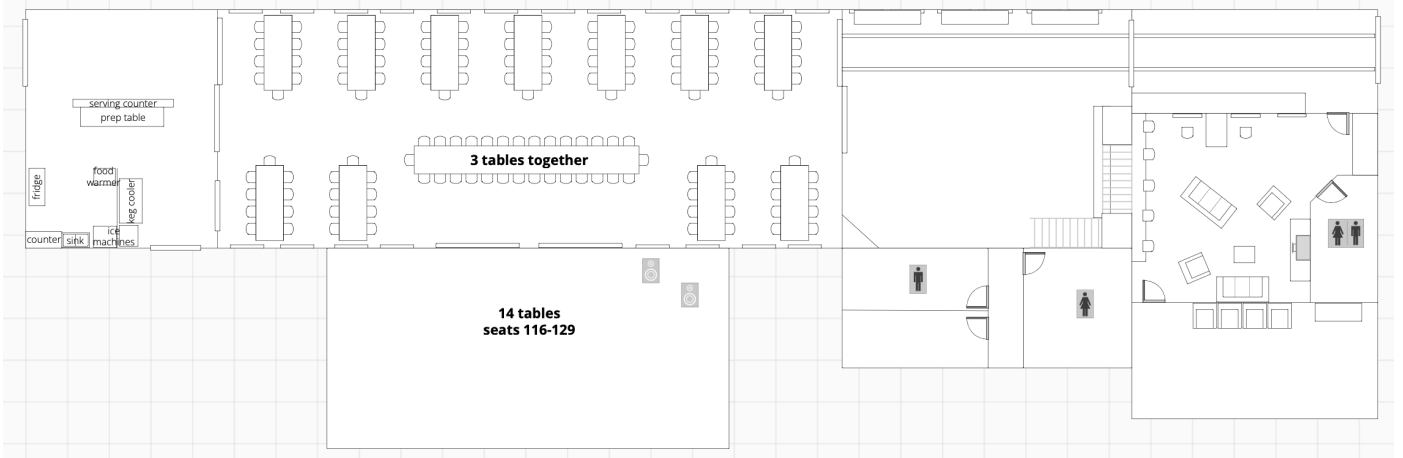 serving counter
prep table
3 tables together
food
warmer
fridge
keg cooler
counter
sink
ice
machines
14 tables
seats 116-129